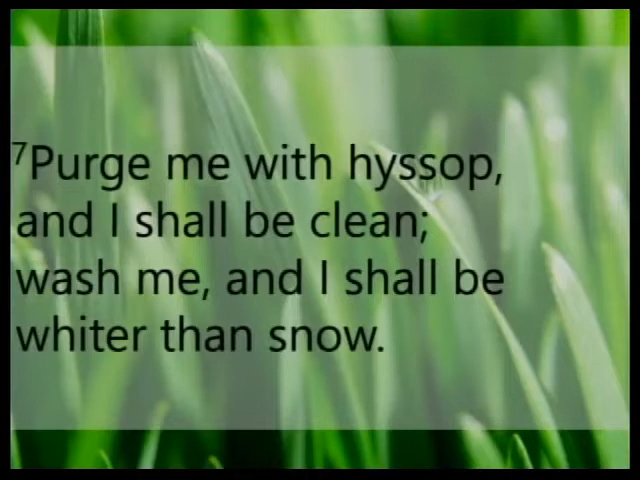 ⁷Purge me with hyssop,
and I shall be clean;
wash me, and I shall be
whiter than snow.